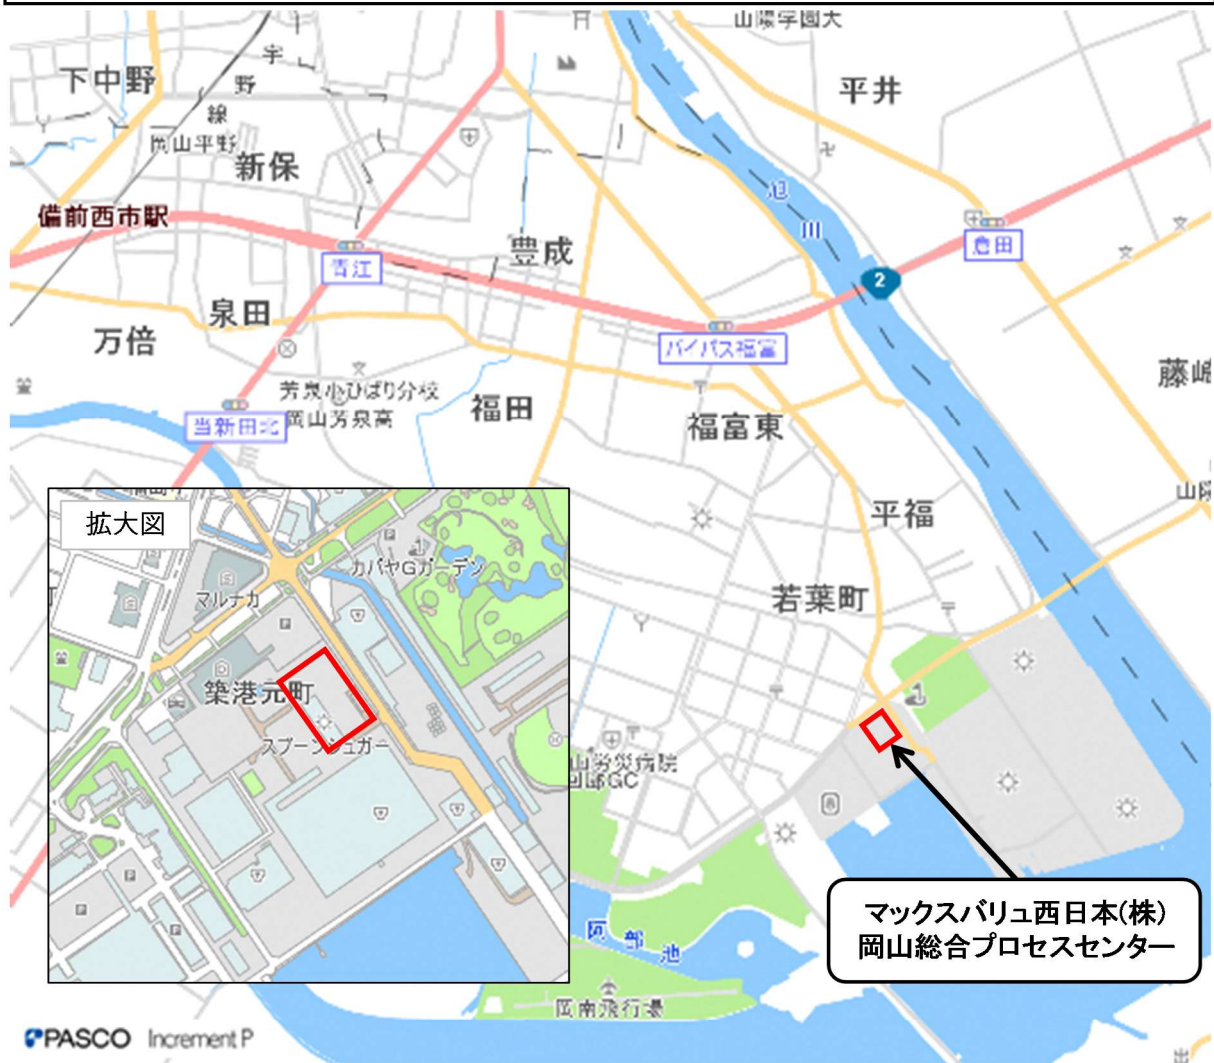 山陽学園大
宇
下中野
野
平井
線
岡山平野
新保
旭
備前西市駅
川
倉田
豊成
青江
2
泉田
万倍
バイパス福富
藤崎
芳泉小ひばり分校
福田
岡山芳泉高
当新田北
福富東
拡大図
平福
カバヤGガーデン
マルナカ
若葉町
築港元町
スプーンシュガー
山労災病院
マックスバリュ西日本(株)
岡山総合プロセスセンター
阿部池
岡南飛行場
PASCO Increment P